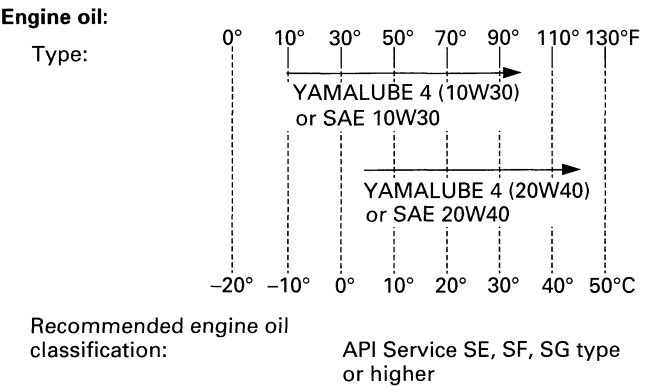 Engine oil:
Type:
0° 10° 30° 50° 70° 90° 110° 130°F
YAMALUBE 4 (10W30)
or SAE 10W30
YAMALUBE 4 (20W40)
or SAE 20W40
–20° –10° 0° 10° 20° 30° 40° 50°C
Recommended engine oil
classification:
API Service SE, SF, SG type
or higher